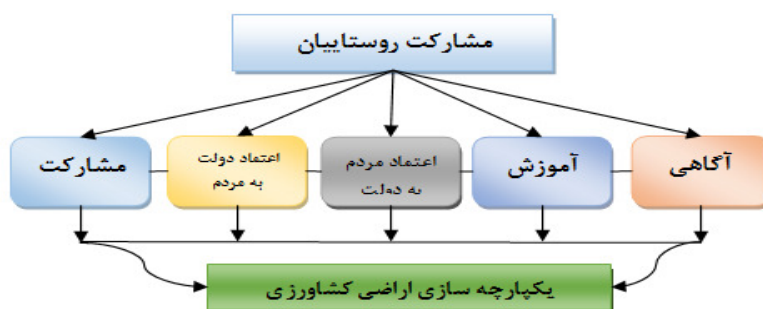 مشارکت روستاییان
آگاهی
آموزش
اعتماد مردم
به دولت
اعتماد دولت
به مردم
مشارکت
یکپارچه سازی اراضی کشاورزی